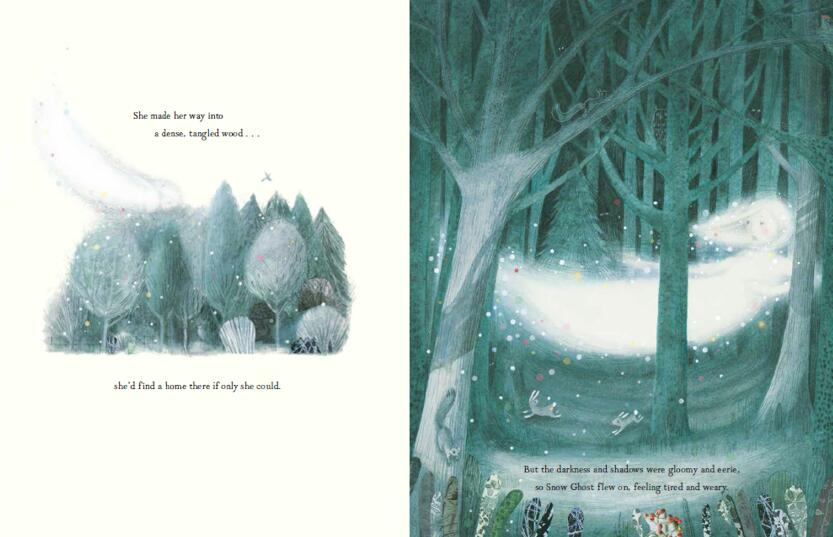 She made her way into
a dense, tangled wood . . .
she'd find a home there if only she could.
But the darkness and shadows were gloomy and eerie,
so Snow Ghost flew on, feeling tired and weary.